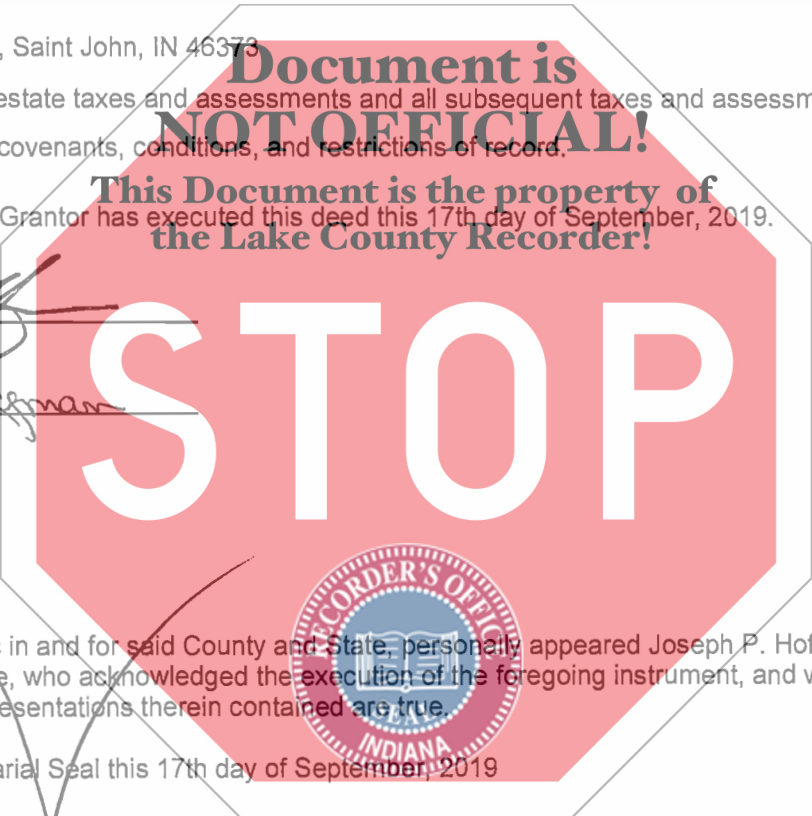 , Saint John, IN 46373
Document is
estate taxes and assessments and all subsequent taxes and assessm
NOT OFFICIAL!
covenants, conditions, and restrictions of record.
This Document is the property of
Grantor has executed this deed this 17th day of September, 2019.
the Lake County Recorder!
STOP
RECORDER'S OFFICE
in and for said County and State, personally appeared Joseph P. Hof
e, who acknowledged the execution of the foregoing instrument, and w
esentations therein contained are true.
SEAL
INDIANA
arial Seal this 17th day of September, 2019